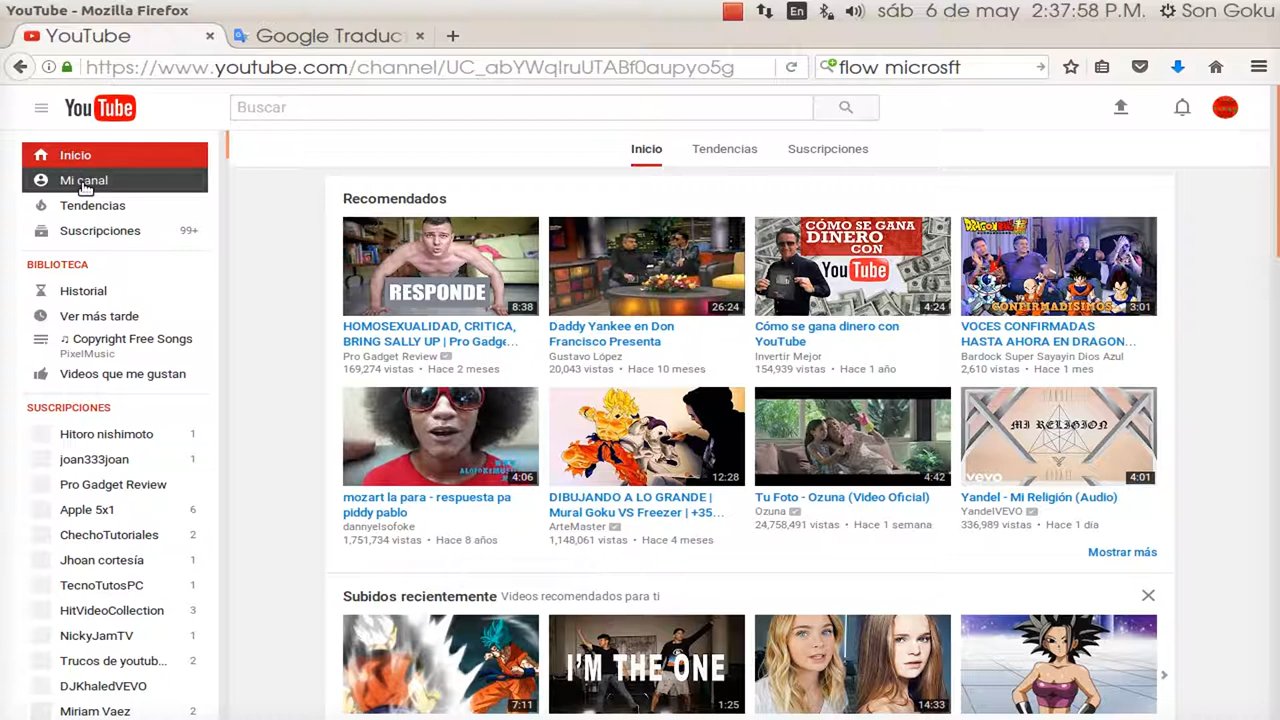 YouTube - Mozilla Firefox
En
sáb 6 de may 2:37:58 P.M.
Son Goku
YouTube
Google Traduc
https://www.youtube.com/channel/UC_abYWqIruUTABf0aupyo5g
flow microsft
YouTube
Buscar
Inicio
Mi canal
Tendencias
Suscripciones 99+
BIBLIOTECA
Historial
Ver más tarde
♫ Copyright Free Songs
PixelMusic
Videos que me gustan
SUSCRIPCIONES
Hitoro nishimoto 1
joan333joan 1
Pro Gadget Review
Apple 5x1 6
ChechoTutoriales 2
Jhoan cortesía 1
TecnoTutosPC 1
HitVideoCollection 3
NickyJamTV 1
Trucos de youtub... 2
DJKhaledVEVO
Miriam Vaez 2
Inicio Tendencias Suscripciones
Recomendados
RESPONDE
8:38
HOMOSEXUALIDAD, CRITICA,
BRING SALLY UP | Pro Gadge...
Pro Gadget Review
169,274 vistas • Hace 2 meses
26:24
Daddy Yankee en Don
Francisco Presenta
Gustavo López
20,043 vistas • Hace 10 meses
CÓMO SE GANA
DINERO
CON
YouTube
4:24
Cómo se gana dinero con
YouTube
Invertir Mejor
154,939 vistas • Hace 1 año
DRAGONBALL
CONFIRMADISIMOS
3:01
VOCES CONFIRMADAS
HASTA AHORA EN DRAGON...
Bardock Super Sayayin Dios Azul
2,610 vistas • Hace 1 mes
ALOFOKEMUSIC
4:06
mozart la para - respuesta pa
piddy pablo
dannyelsofoke
1,751,734 vistas • Hace 8 años
12:28
DIBUJANDO A LO GRANDE |
Mural Goku VS Freezer | +35...
ArteMaster
1,148,061 vistas • Hace 4 meses
4:42
Tu Foto - Ozuna (Video Oficial)
Ozuna
24,758,491 vistas • Hace 1 semana
MI RELIGIÓN
vevo
4:01
Yandel - Mi Religión (Audio)
YandelVEVO
336,989 vistas • Hace 1 día
Mostrar más
Subidos recientemente Videos recomendados para ti
7:11
I'M THE ONE
1:25
14:33